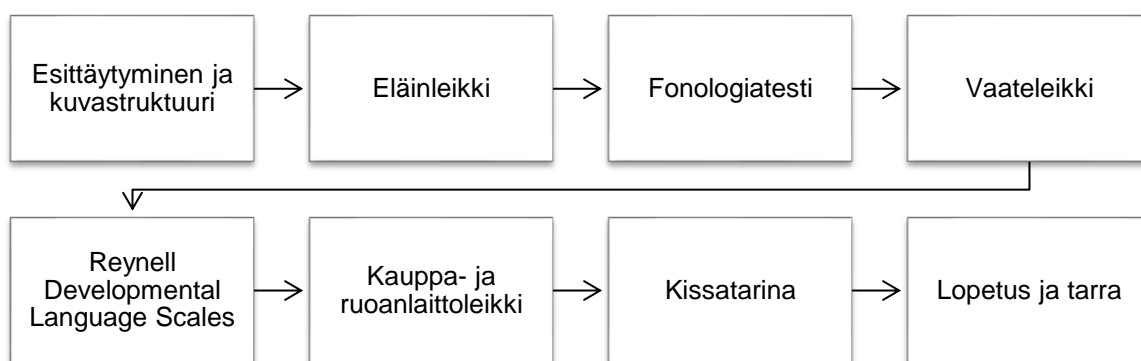 Esittäytyminen ja
kuvastruktuuri
Eläinleikki
Fonologiatesti
Vaateleikki
Reynell
Developmental
Language Scales
Kauppa- ja
ruoanlaittoleikki
Kissatarina
Lopetus ja tarra